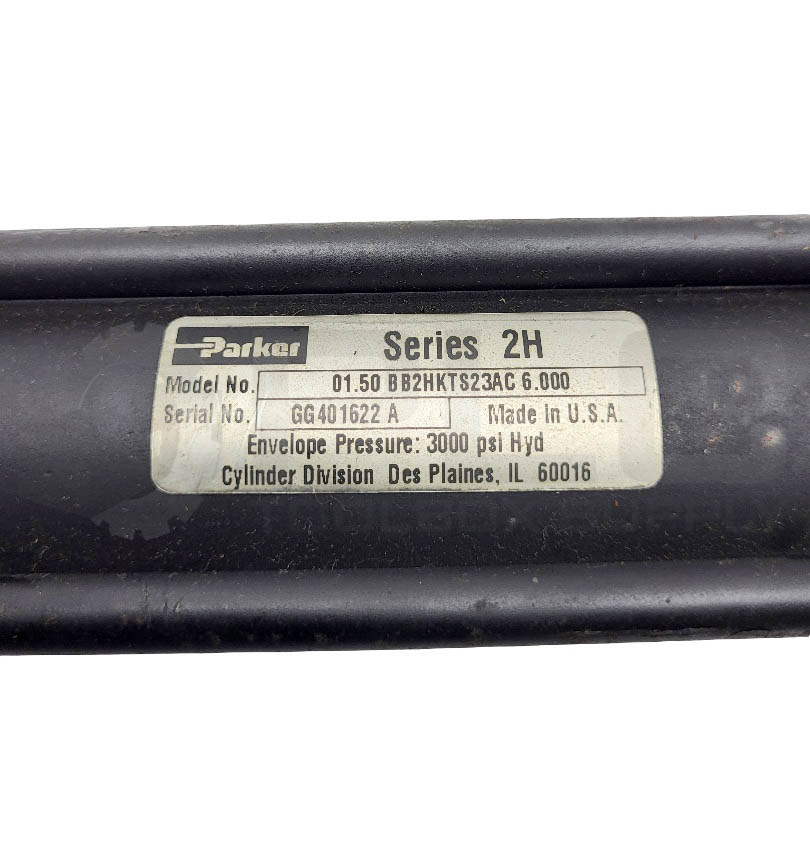 Parker Series 2H
Model No. 01.50 BB2HKTS23AC 6.000
Serial No. GG401622 A Made in U.S.A.
Envelope Pressure: 3000 psi Hyd
Cylinder Division Des Plaines, IL 60016